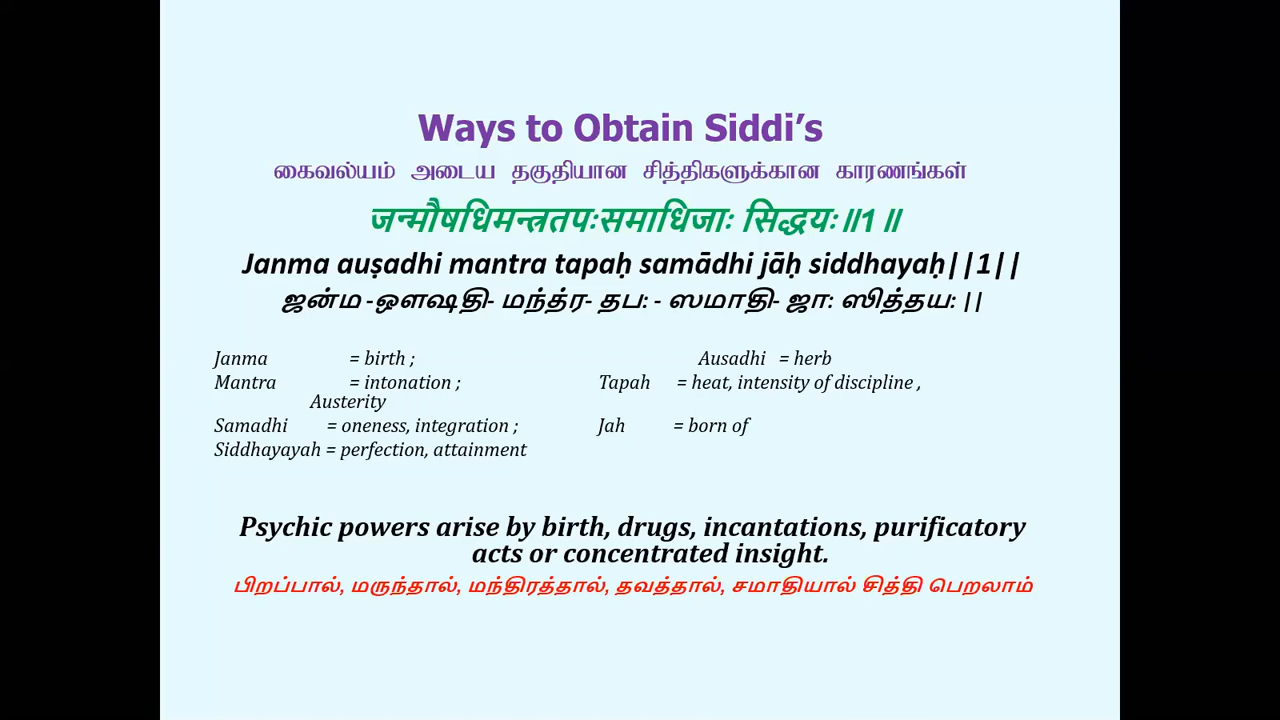 Ways to Obtain Siddi’s
கைவல்யம் அடைய தகுதியான சித்திகளுக்கான காரணங்கள்
जन्मौषधिमन्त्रतपःसमाधिजाः सिद्धयः॥1॥
Janma auṣadhi mantra tapaḥ samādhi jāḥ siddhayaḥ||1||
ஜன்ம -ஔஷதி- மந்த்ர- தப: - ஸமாதி- ஜா: ஸித்தய: ||
Janma = birth ; Ausadhi = herb
Mantra = intonation ; Tapah = heat, intensity of discipline ,
Austerity
Samadhi = oneness, integration ; Jah = born of
Siddhayayah = perfection, attainment
Psychic powers arise by birth, drugs, incantations, purificatory
acts or concentrated insight.
பிறப்பால், மருந்தால், மந்திரத்தால், தவத்தால், சமாதியால் சித்தி பெறலாம்